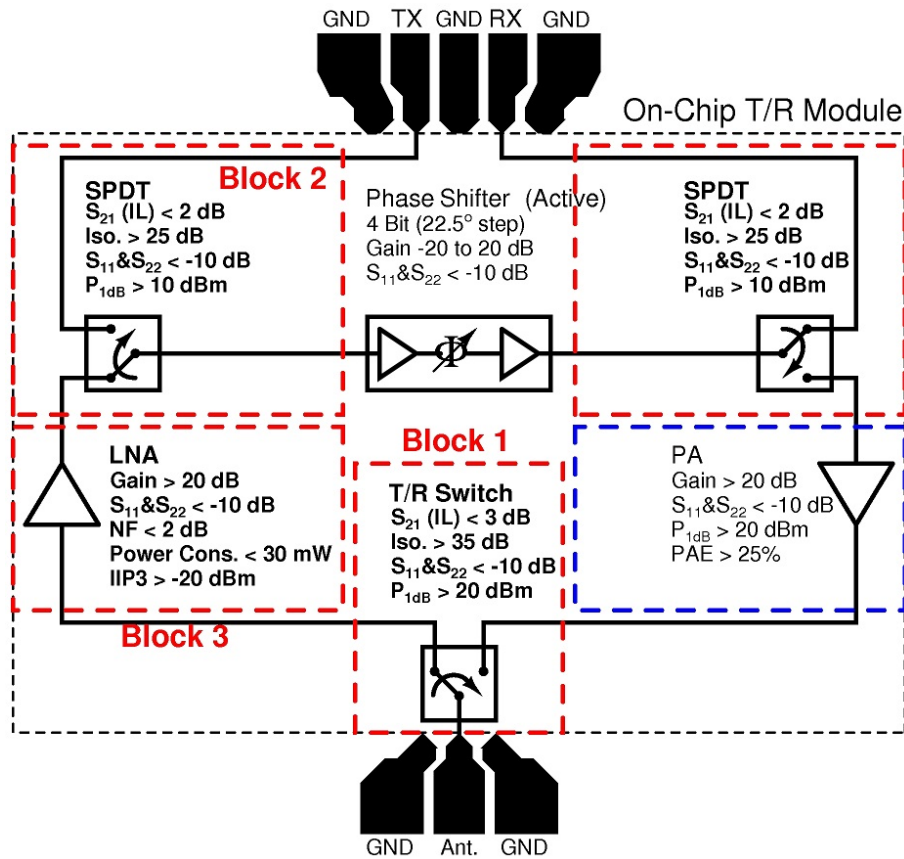 GND TX GND RX GND
On-Chip T/R Module
Block 2
SPDT
S₂₁ (IL) < 2 dB
Iso. > 25 dB
S₁₁&S₂₂ < -10 dB
P₁dB > 10 dBm
Phase Shifter (Active)
4 Bit (22.5° step)
Gain -20 to 20 dB
S₁₁&S₂₂ < -10 dB
SPDT
S₂₁ (IL) < 2 dB
Iso. > 25 dB
S₁₁&S₂₂ < -10 dB
P₁dB > 10 dBm
Φ
LNA
Gain > 20 dB
S₁₁&S₂₂ < -10 dB
NF < 2 dB
Power Cons. < 30 mW
IIP3 > -20 dBm
Block 3
Block 1
T/R Switch
S₂₁ (IL) < 3 dB
Iso. > 35 dB
S₁₁&S₂₂ < -10 dB
P₁dB > 20 dBm
PA
Gain > 20 dB
S₁₁&S₂₂ < -10 dB
P₁dB > 20 dBm
PAE > 25%
GND Ant. GND